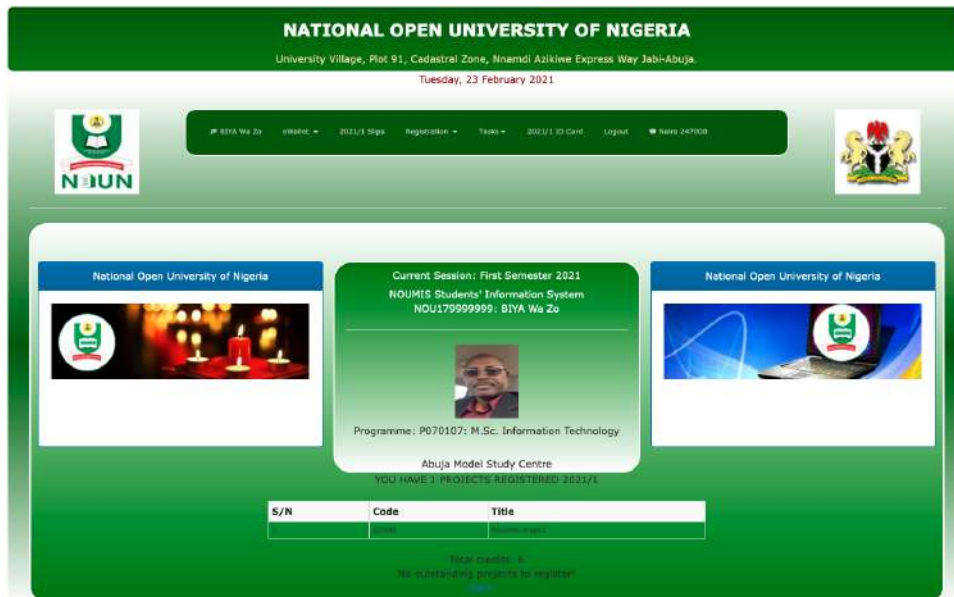 NATIONAL OPEN UNIVERSITY OF NIGERIA
University Village, Plot 91, Cadastral Zone, Nnamdi Azikiwe Express Way Jabi-Abuja.
Tuesday, 23 February 2021
NOUN
BIYA Wa Zo eWallet 2021/1 Slips Registration Tasks 2021/1 ID Card Logout Naira 247000
National Open University of Nigeria
Current Session: First Semester 2021
NOUMIS Students' Information System
NOU179999999: BIYA Wa Zo
Programme: P070107: M.Sc. Information Technology
Abuja Model Study Centre
National Open University of Nigeria
YOU HAVE 1 PROJECTS REGISTERED 2021/1
S/N Code Title
Total credits: 6
No outstanding projects to register!